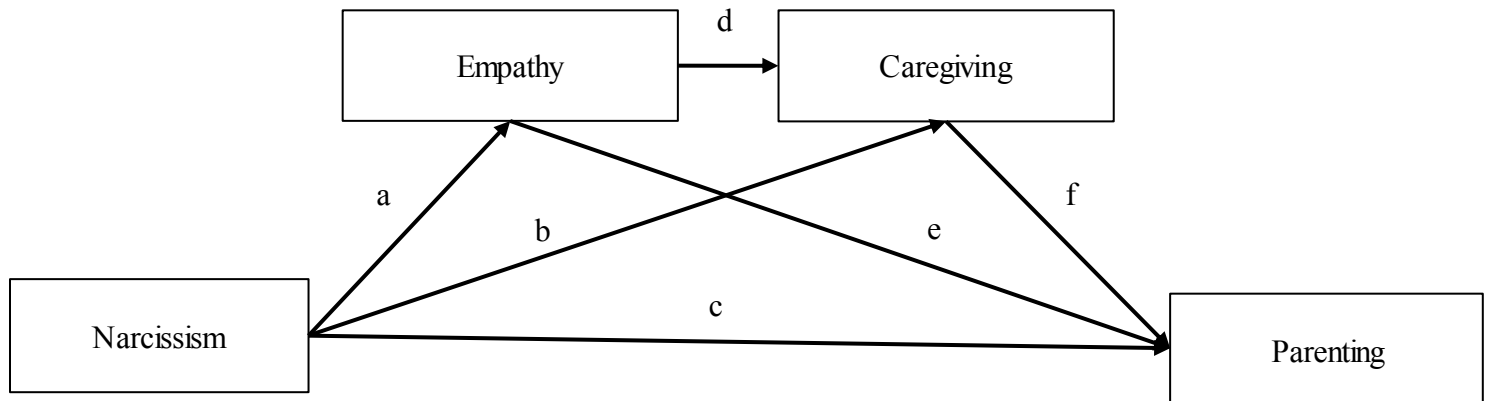 d
Empathy
Caregiving
a
b
e
f
c
Narcissism
Parenting